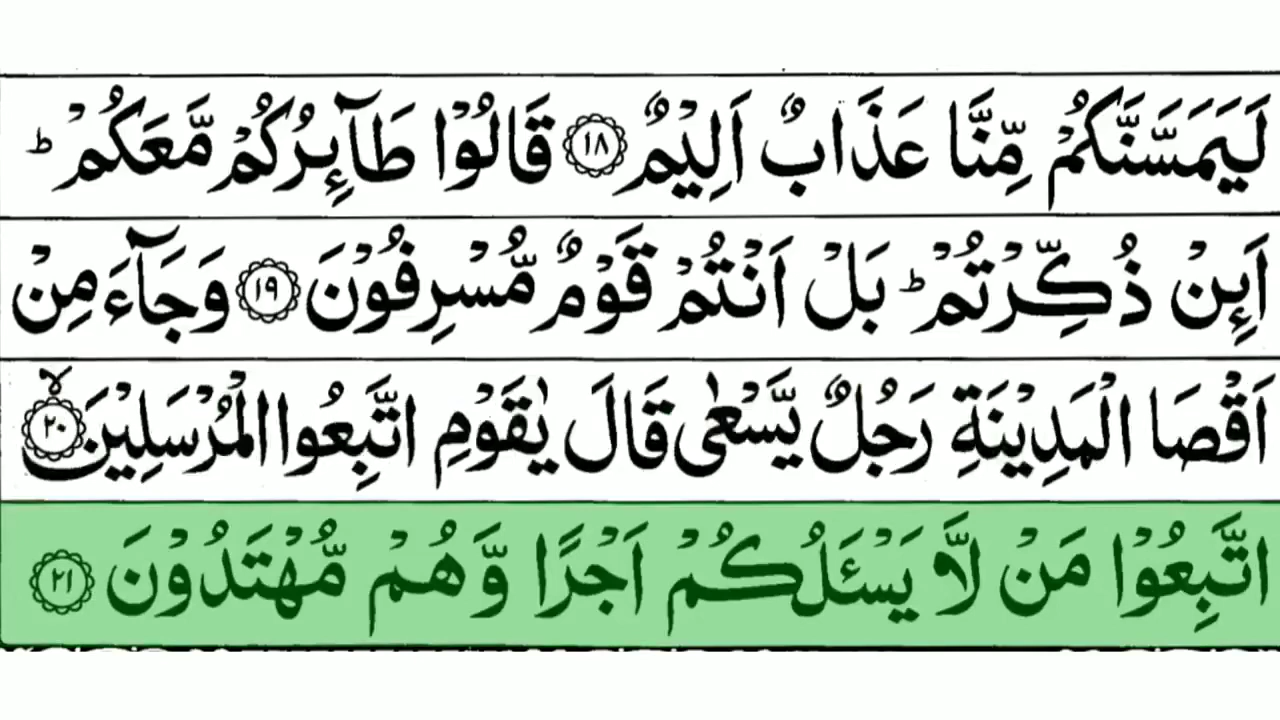 لَيَمَسَّنَّكُمْ مِّنَّا عَذَابٌ اَلِيْمٌ ۝١٨ قَالُوْا طَآئِرُكُمْ مَّعَكُمْ ؕ
اَئِنْ ذُكِّرْتُمْ ؕ بَلْ اَنْتُمْ قَوْمٌ مُّسْرِفُوْنَ ۝١٩ وَجَآءَ مِنْ
اَقْصَا الْمَدِيْنَةِ رَجُلٌ يَّسْعٰى قَالَ يٰقَوْمِ اتَّبِعُوا الْمُرْسَلِيْنَ ۝٢٠ۙ
اتَّبِعُوْا مَنْ لَّا يَسْئَلُكُمْ اَجْرًا وَّهُمْ مُّهْتَدُوْنَ ۝٢١